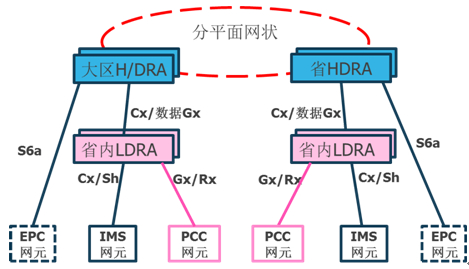 分平面网状
大区H/DRA
省HDRA
Cx/数据Gx
Cx/数据Gx
S6a
S6a
省内LDRA
省内LDRA
Cx/Sh
Gx/Rx
Gx/Rx
Cx/Sh
EPC
网元
IMS
网元
PCC
网元
PCC
网元
IMS
网元
EPC
网元